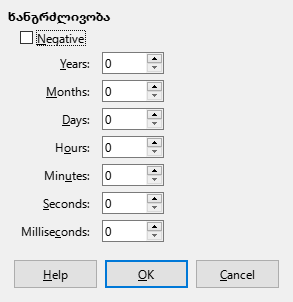 ხანგრძლივობა
Negative
Years: 0
Months: 0
Days: 0
Hours: 0
Minutes: 0
Seconds: 0
Milliseconds: 0
Help OK Cancel